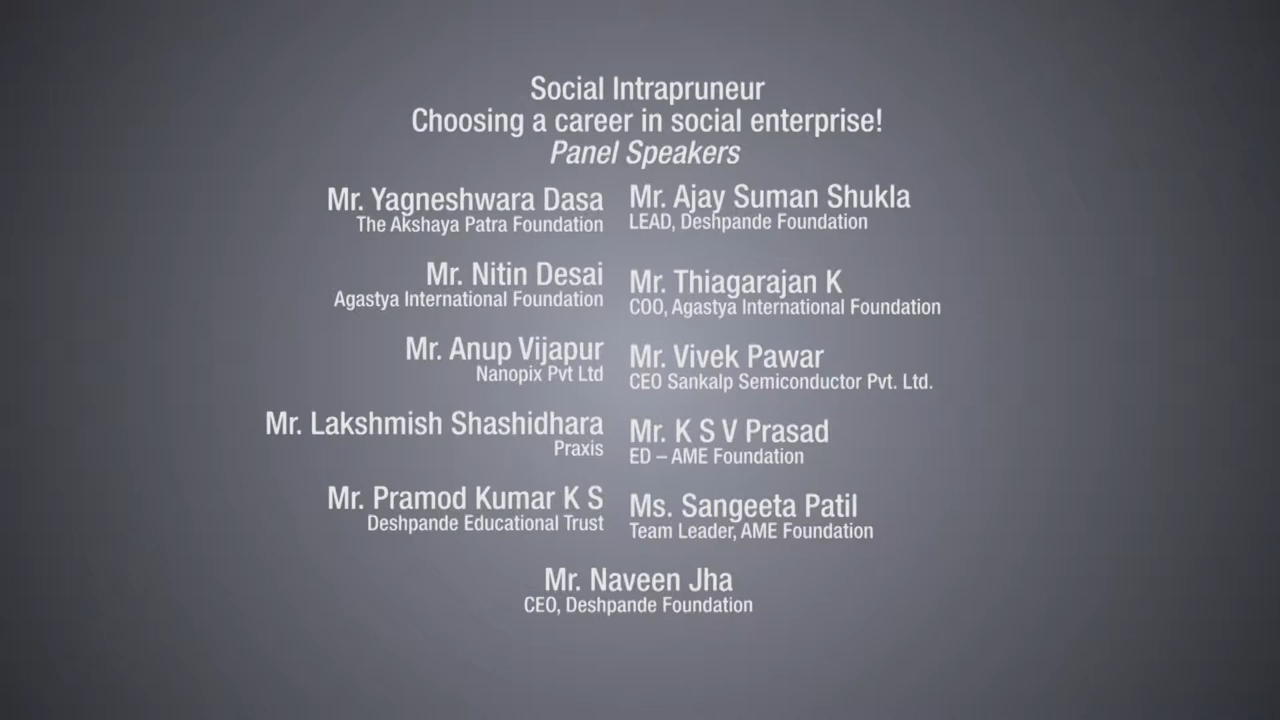 Social Intrapruneur
Choosing a career in social enterprise!
Panel Speakers
Mr. Yagneshwara Dasa
The Akshaya Patra Foundation
Mr. Ajay Suman Shukla
LEAD, Deshpande Foundation
Mr. Nitin Desai
Agastya International Foundation
Mr. Thiagarajan K
COO, Agastya International Foundation
Mr. Anup Vijapur
Nanopix Pvt Ltd
Mr. Vivek Pawar
CEO Sankalp Semiconductor Pvt. Ltd.
Mr. Lakshmish Shashidhara
Praxis
Mr. K S V Prasad
ED – AME Foundation
Mr. Pramod Kumar K S
Deshpande Educational Trust
Ms. Sangeeta Patil
Team Leader, AME Foundation
Mr. Naveen Jha
CEO, Deshpande Foundation